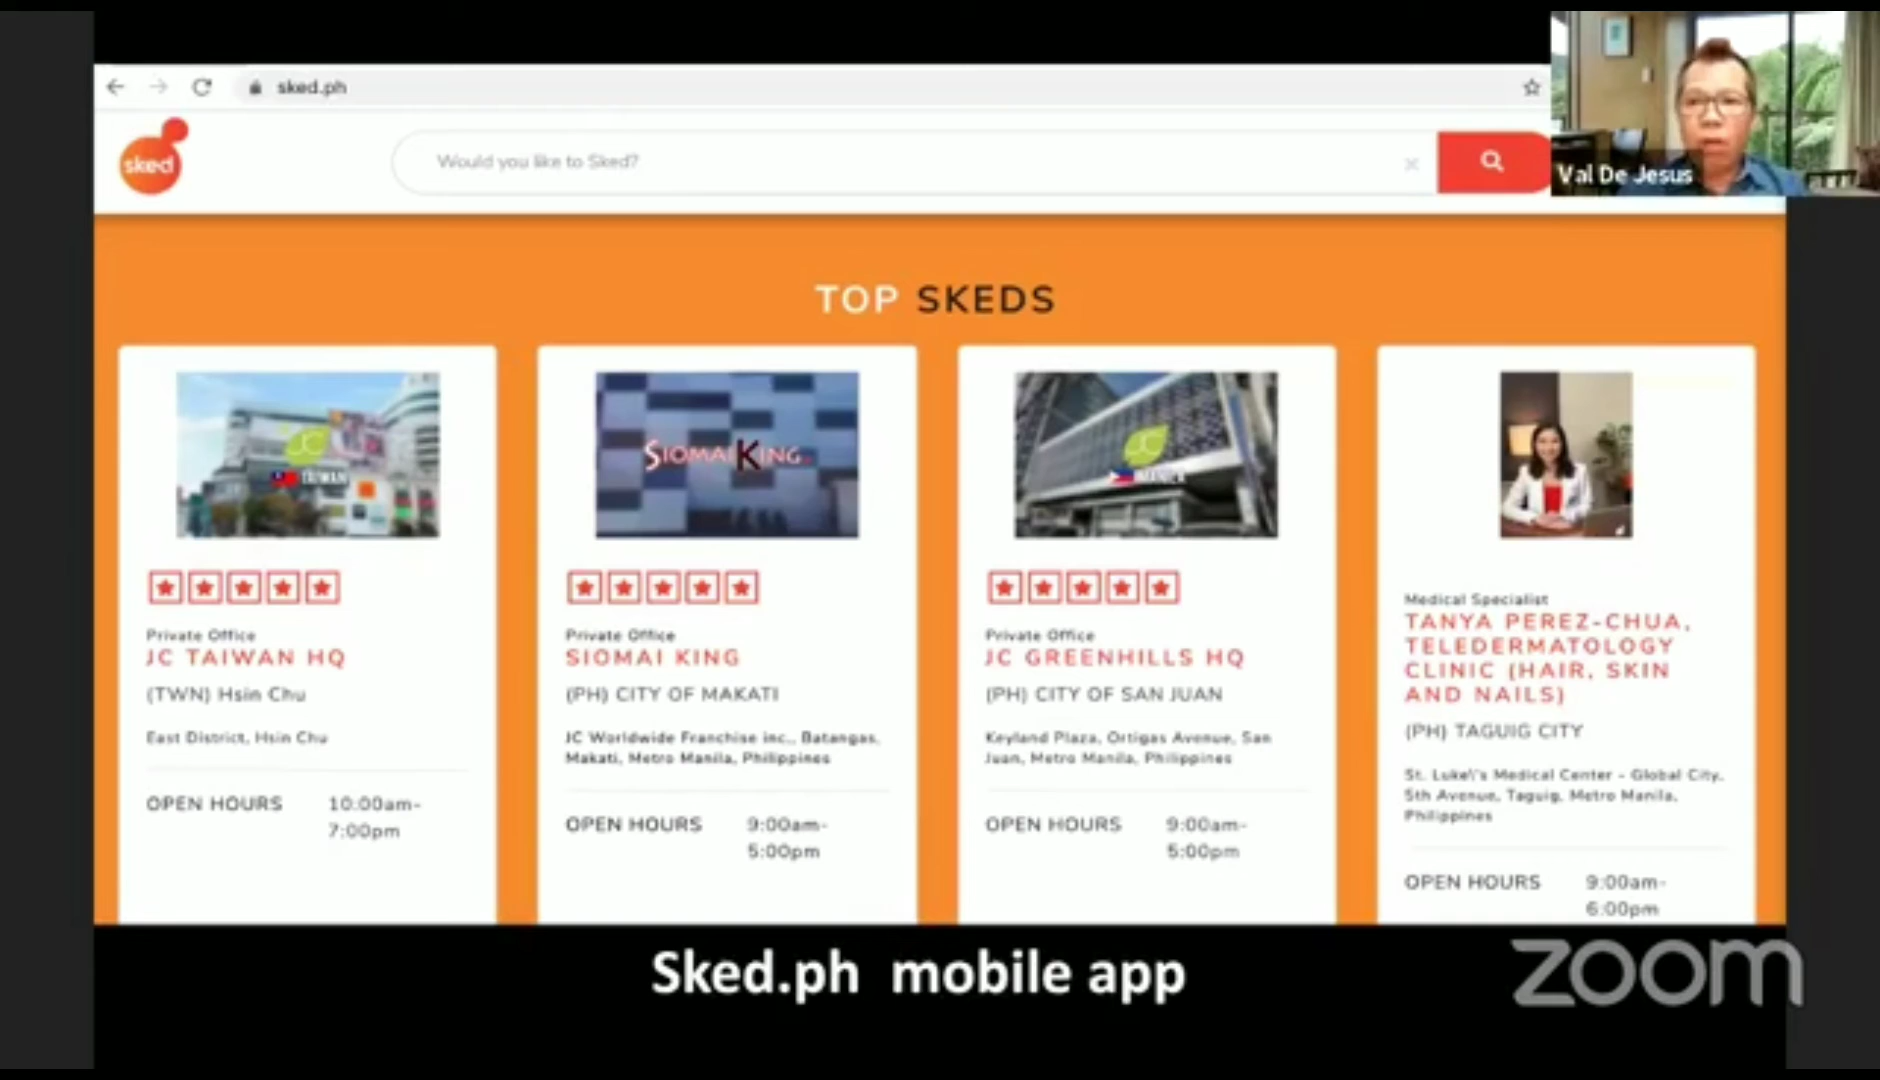 sked.ph
sked
Would you like to Sked?
Val De Jesus
TOP SKEDS
JC
TAIWAN
SIOMAI KING
JC
MANILA
Private Office
JC TAIWAN HQ
(TWN) Hsin Chu
East District, Hsin Chu
OPEN HOURS 10:00am-
7:00pm
Private Office
SIOMAI KING
(PH) CITY OF MAKATI
JC Worldwide Franchise inc., Batangas,
Makati, Metro Manila, Philippines
OPEN HOURS 9:00am-
5:00pm
Private Office
JC GREENHILLS HQ
(PH) CITY OF SAN JUAN
Keyland Plaza, Ortigas Avenue, San
Juan, Metro Manila, Philippines
OPEN HOURS 9:00am-
5:00pm
Medical Specialist
TANYA PEREZ-CHUA,
TELEDERMATOLOGY
CLINIC (HAIR, SKIN
AND NAILS)
(PH) TAGUIG CITY
St. Luke\'s Medical Center - Global City,
5th Avenue, Taguig, Metro Manila,
Philippines
OPEN HOURS 9:00am-
6:00pm
Sked.ph mobile app
zoom